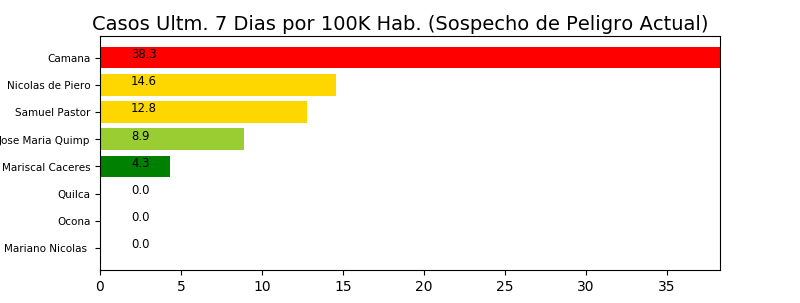 Casos Ultm. 7 Dias por 100K Hab. (Sospecho de Peligro Actual)
Camana 38.3
Nicolas de Piero 14.6
Samuel Pastor 12.8
Jose Maria Quimp 8.9
Mariscal Caceres 4.3
Quilca 0.0
Ocona 0.0
Mariano Nicolas 0.0
0 5 10 15 20 25 30 35